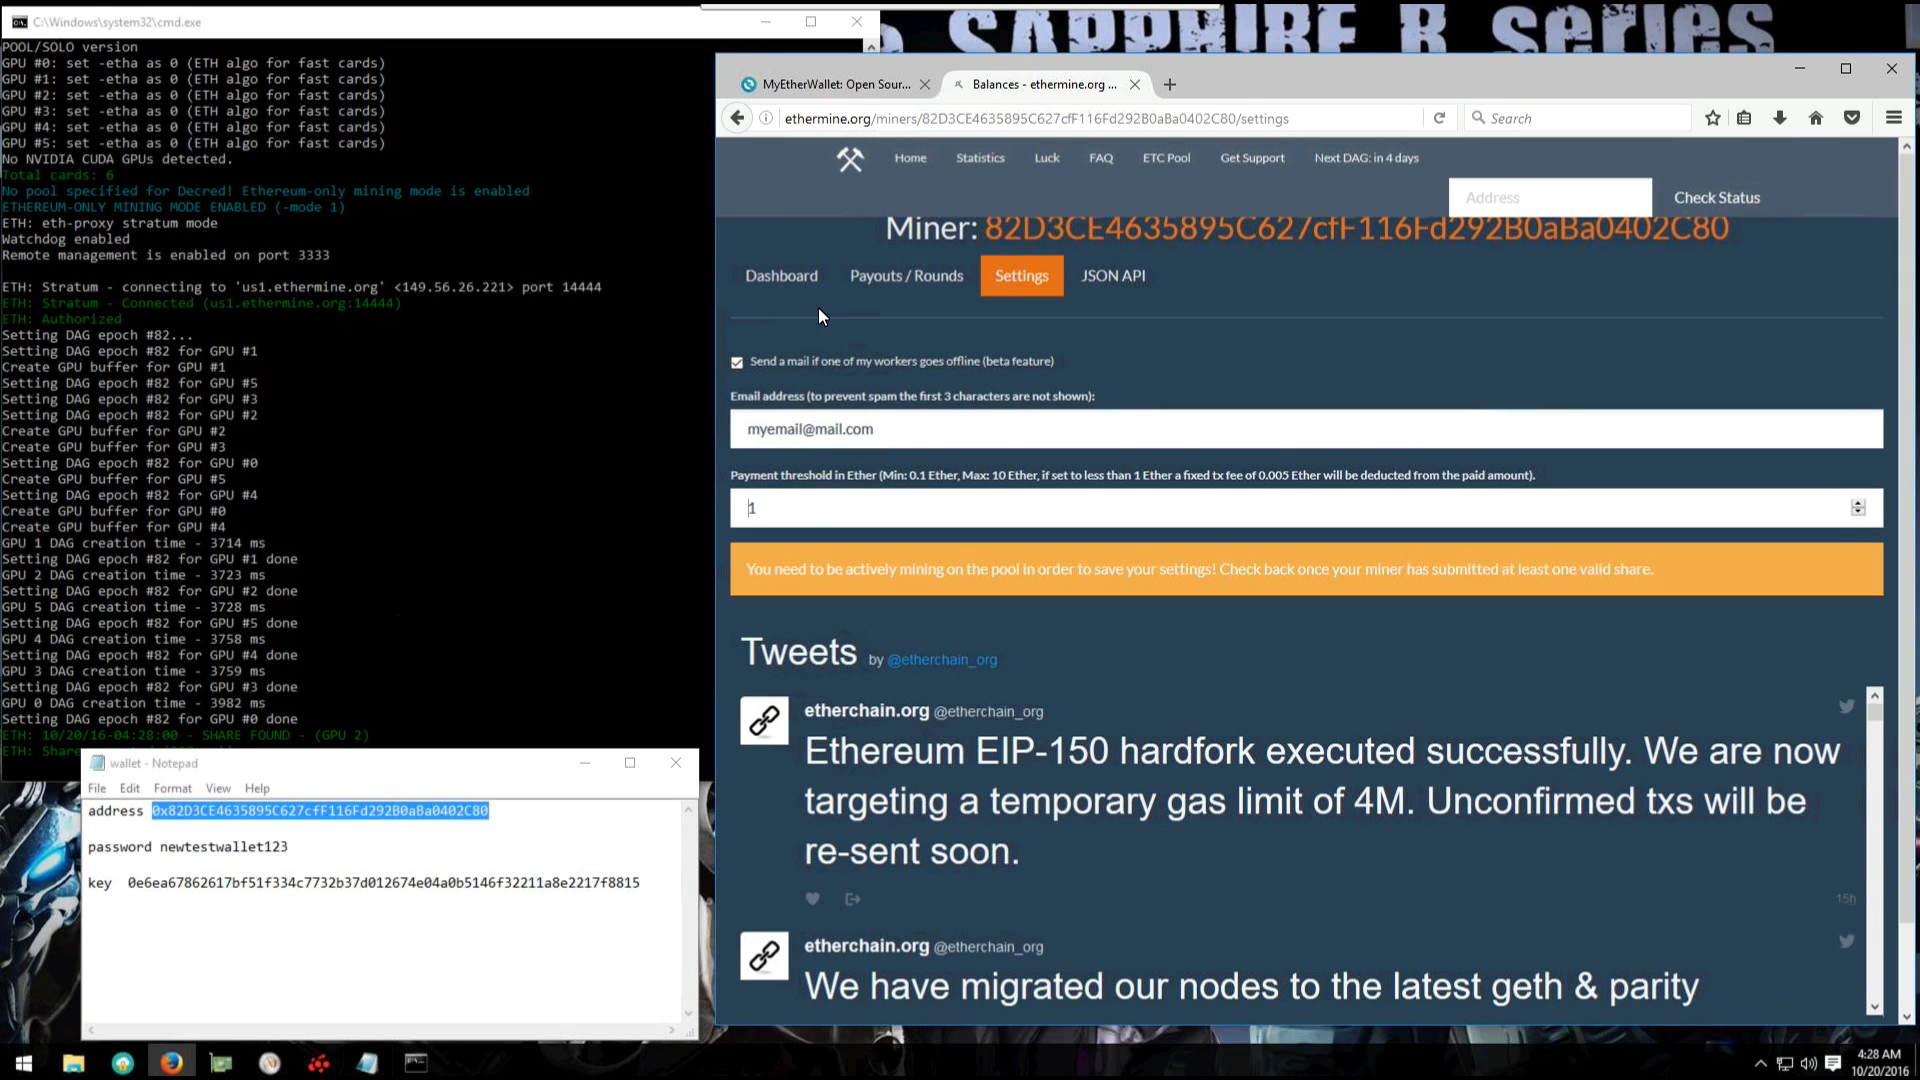 SAPPHIRE R series
C:\Windows\system32\cmd.exe
POOL/SOLO version
GPU #0: set -etha as 0 (ETH algo for fast cards)
GPU #1: set -etha as 0 (ETH algo for fast cards)
GPU #2: set -etha as 0 (ETH algo for fast cards)
GPU #3: set -etha as 0 (ETH algo for fast cards)
GPU #4: set -etha as 0 (ETH algo for fast cards)
GPU #5: set -etha as 0 (ETH algo for fast cards)
No NVIDIA CUDA GPUs detected.
Total cards: 6
No pool specified for Decred! Ethereum-only mining mode is enabled
ETHEREUM-ONLY MINING MODE ENABLED (-mode 1)
ETH: eth-proxy stratum mode
Watchdog enabled
Remote management is enabled on port 3333
ETH: Stratum - connecting to 'us1.ethermine.org' <149.56.26.221> port 14444
ETH: Stratum - Connected (us1.ethermine.org:14444)
ETH: Authorized
Setting DAG epoch #82...
Setting DAG epoch #82 for GPU #1
Create GPU buffer for GPU #1
Setting DAG epoch #82 for GPU #5
Setting DAG epoch #82 for GPU #3
Setting DAG epoch #82 for GPU #2
Create GPU buffer for GPU #2
Create GPU buffer for GPU #3
Setting DAG epoch #82 for GPU #0
Create GPU buffer for GPU #5
Setting DAG epoch #82 for GPU #4
Create GPU buffer for GPU #0
Create GPU buffer for GPU #4
GPU 1 DAG creation time - 3714 ms
Setting DAG epoch #82 for GPU #1 done
GPU 2 DAG creation time - 3723 ms
Setting DAG epoch #82 for GPU #2 done
GPU 5 DAG creation time - 3728 ms
Setting DAG epoch #82 for GPU #5 done
GPU 4 DAG creation time - 3758 ms
Setting DAG epoch #82 for GPU #4 done
GPU 3 DAG creation time - 3759 ms
Setting DAG epoch #82 for GPU #3 done
GPU 0 DAG creation time - 3982 ms
Setting DAG epoch #82 for GPU #0 done
ETH: 10/20/16-04:28:00 - SHARE FOUND - (GPU 2)
ETH: Share
wallet - Notepad
File Edit Format View Help
address 0x82D3CE4635895C627cfF116Fd292B0aBa0402C80
password newtestwallet123
key 0e6ea67862617bf51f334c7732b37d012674e04a0b5146f32211a8e2217f8815
MyEtherWallet: Open Sour...
Balances - ethermine.org ...
ethermine.org/miners/82D3CE4635895C627cfF116Fd292B0aBa0402C80/settings
Search
Home Statistics Luck FAQ ETC Pool Get Support Next DAG: in 4 days
Address
Check Status
Miner: 82D3CE4635895C627cfF116Fd292B0aBa0402C80
Dashboard Payouts / Rounds Settings JSON API
Send a mail if one of my workers goes offline (beta feature)
Email address (to prevent spam the first 3 characters are not shown):
myemail@mail.com
Payment threshold in Ether (Min: 0.1 Ether, Max: 10 Ether, if set to less than 1 Ether a fixed tx fee of 0.005 Ether will be deducted from the paid amount).
1
You need to be actively mining on the pool in order to save your settings! Check back once your miner has submitted at least one valid share.
Tweets by @etherchain_org
etherchain.org @etherchain_org
Ethereum EIP-150 hardfork executed successfully. We are now
targeting a temporary gas limit of 4M. Unconfirmed txs will be
re-sent soon.
15h
etherchain.org @etherchain_org
We have migrated our nodes to the latest geth & parity
4:28 AM
10/20/2016